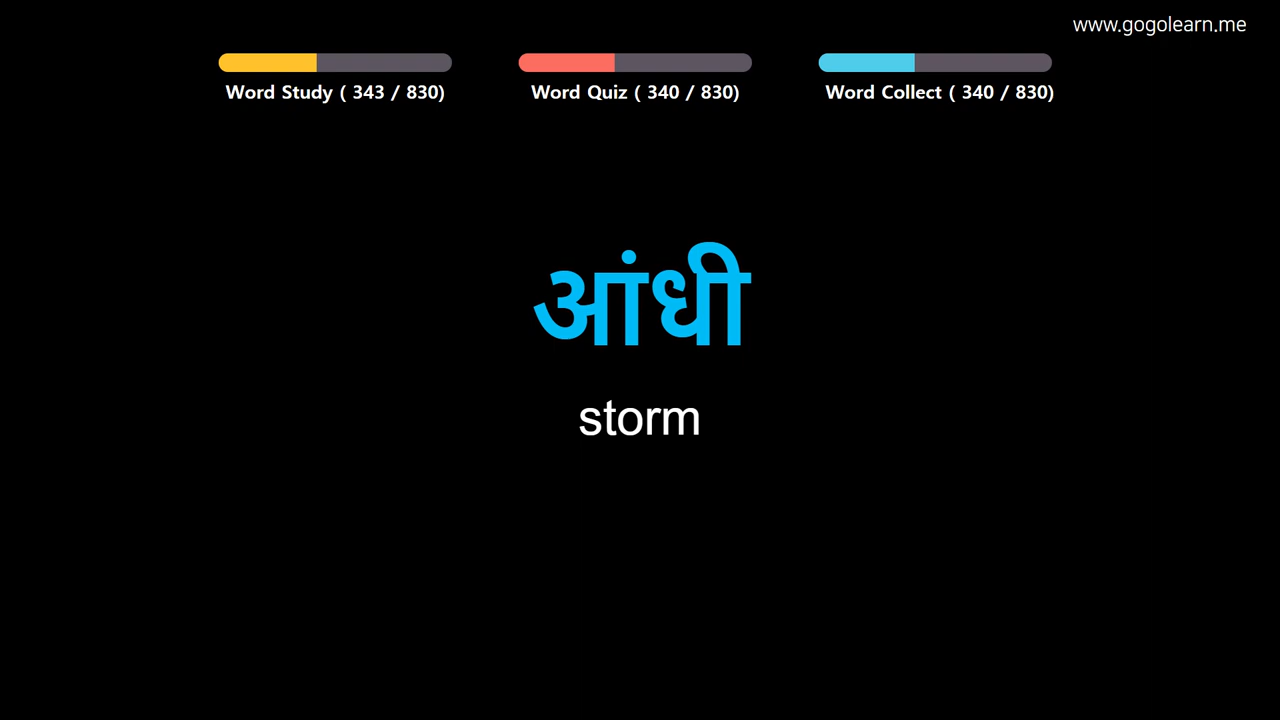 www.gogolearn.me
Word Study ( 343 / 830)
Word Quiz ( 340 / 830)
Word Collect ( 340 / 830)
आंधी
storm